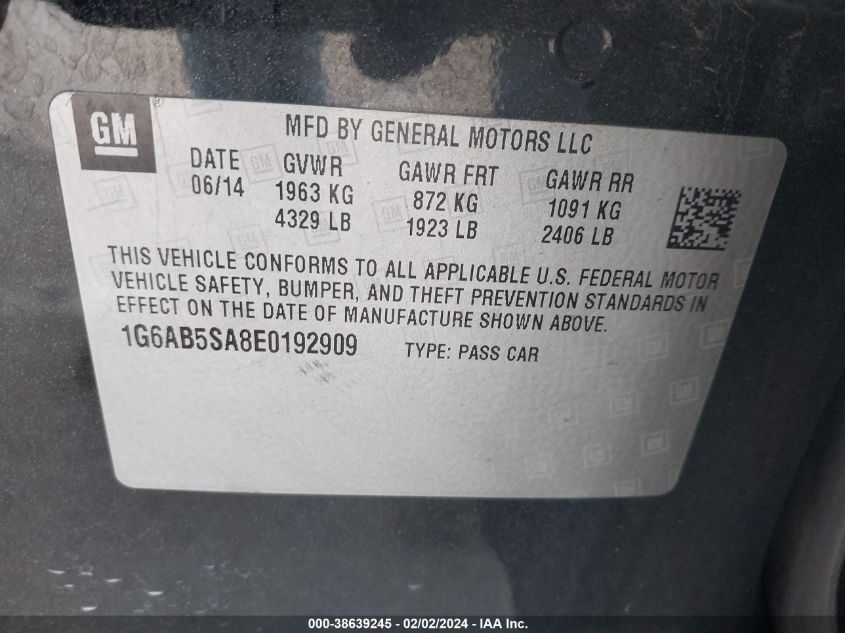 GM
MFD BY GENERAL MOTORS LLC
DATE GVWR GAWR FRT GAWR RR
06/14 1963 KG 872 KG 1091 KG
4329 LB 1923 LB 2406 LB
THIS VEHICLE CONFORMS TO ALL APPLICABLE U.S. FEDERAL MOTOR
VEHICLE SAFETY, BUMPER, AND THEFT PREVENTION STANDARDS IN
EFFECT ON THE DATE OF MANUFACTURE SHOWN ABOVE.
1G6AB5SA8E0192909 TYPE: PASS CAR
000-38639245 - 02/02/2024 - IAAI.COM